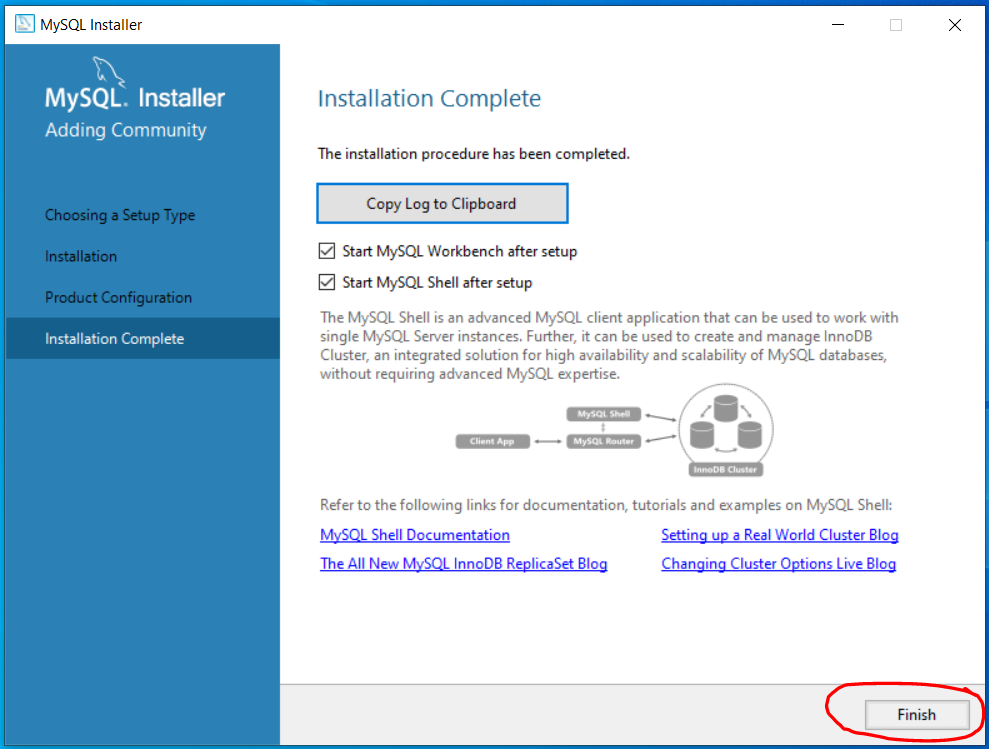 MySQL Installer
MySQL. Installer
Adding Community
Choosing a Setup Type
Installation
Product Configuration
Installation Complete
Installation Complete
The installation procedure has been completed.
Copy Log to Clipboard
Start MySQL Workbench after setup
Start MySQL Shell after setup
The MySQL Shell is an advanced MySQL client application that can be used to work with
single MySQL Server instances. Further, it can be used to create and manage InnoDB
Cluster, an integrated solution for high availability and scalability of MySQL databases,
without requiring advanced MySQL expertise.
MySQL Shell
Client App
MySQL Router
InnoDB Cluster
Refer to the following links for documentation, tutorials and examples on MySQL Shell:
MySQL Shell Documentation
Setting up a Real World Cluster Blog
The All New MySQL InnoDB ReplicaSet Blog
Changing Cluster Options Live Blog
Finish